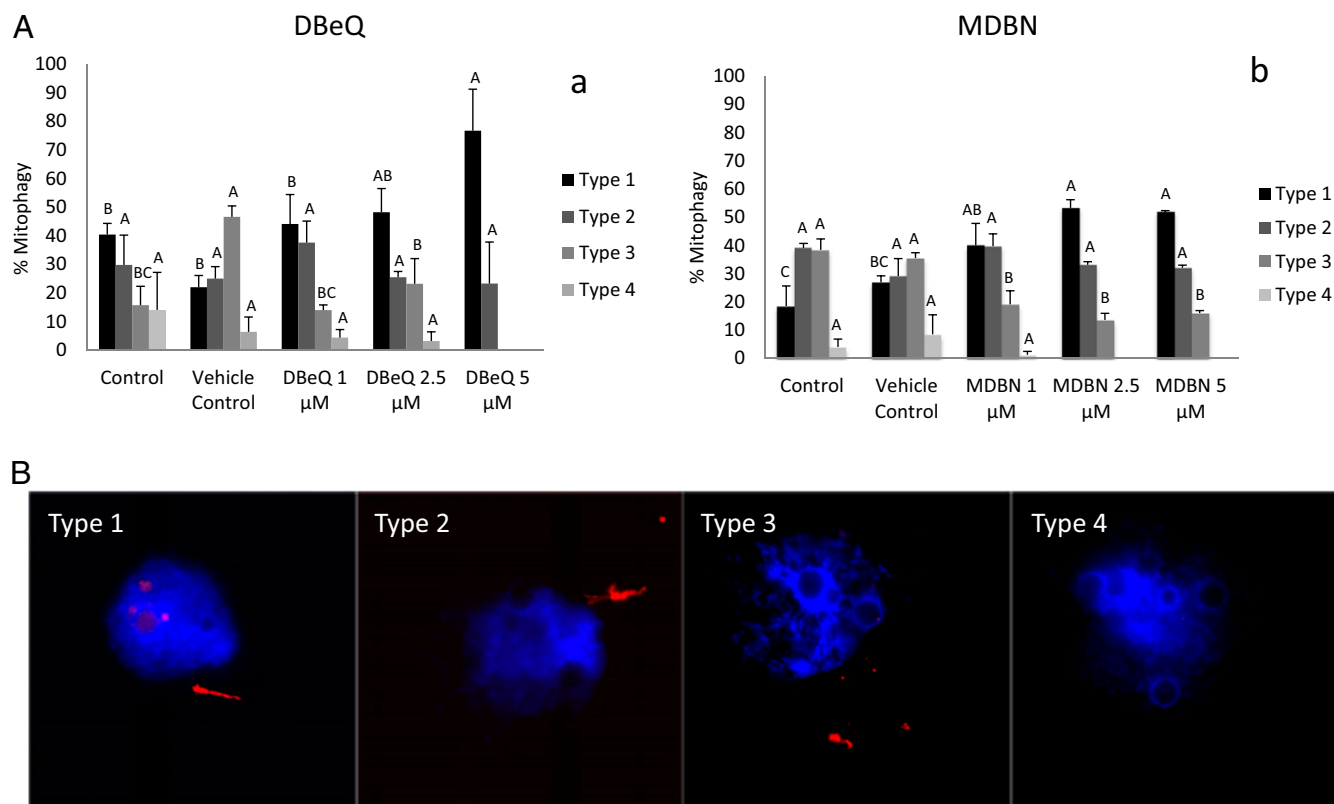 A
DBeQ
a
% Mitophagy
100
90
80
70
60
50
40
30
20
10
0
B A BC A
B A A A
B A BC A
AB A B A
A A
Control
Vehicle
Control
DBeQ 1
µM
DBeQ 2.5
µM
DBeQ 5
µM
Type 1
Type 2
Type 3
Type 4
MDBN
b
% Mitophagy
100
90
80
70
60
50
40
30
20
10
0
C A A A
BC A A A
AB A B A
A A B
A A B
Control
Vehicle
Control
MDBN 1
µM
MDBN 2.5
µM
MDBN 5
µM
Type 1
Type 2
Type 3
Type 4
B
Type 1
Type 2
Type 3
Type 4